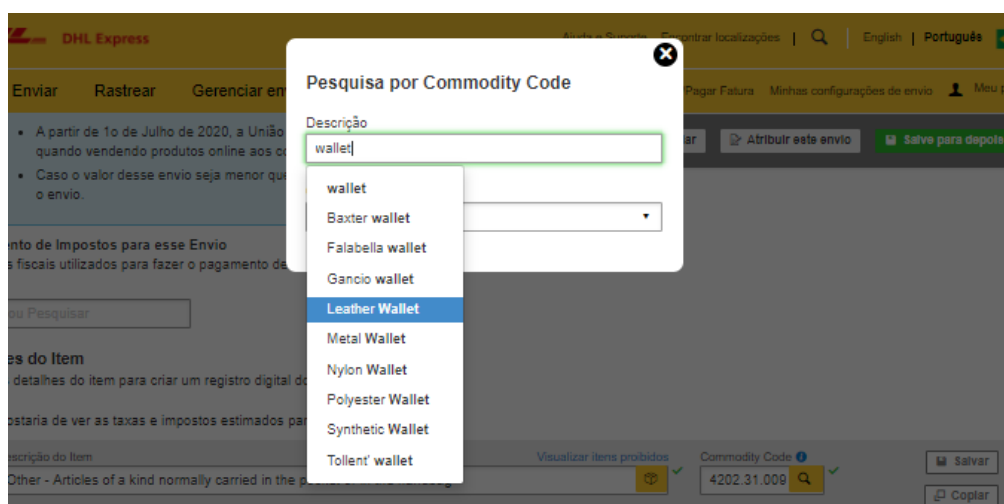 DHL Express
Ajuda e Suporte Encontrar localizações | English | Português
Enviar Rastrear Gerenciar en
Pagar Fatura Minhas configurações de envio Meu p
Pesquisa por Commodity Code
Descrição
wallet
wallet
Baxter wallet
Falabella wallet
Gancio wallet
Leather Wallet
Metal Wallet
Nylon Wallet
Polyester Wallet
Synthetic Wallet
Tollent' wallet
• A partir de 1o de Julho de 2020, a União
quando vendendo produtos online aos co
• Caso o valor desse envio seja menor que
o envio.
ar Atribuir este envio Salve para depois
ento de Impostos para esse Envio
s fiscais utilizados para fazer o pagamento de
ou Pesquisar
es do Item
detalhes do item para criar um registro digital do
ostaria de ver as taxas e impostos estimados par
escrição do Item Visualizar itens proibidos Commodity Code
Other - Articles of a kind normally carried in the 4202.31.009
Salvar
Copiar